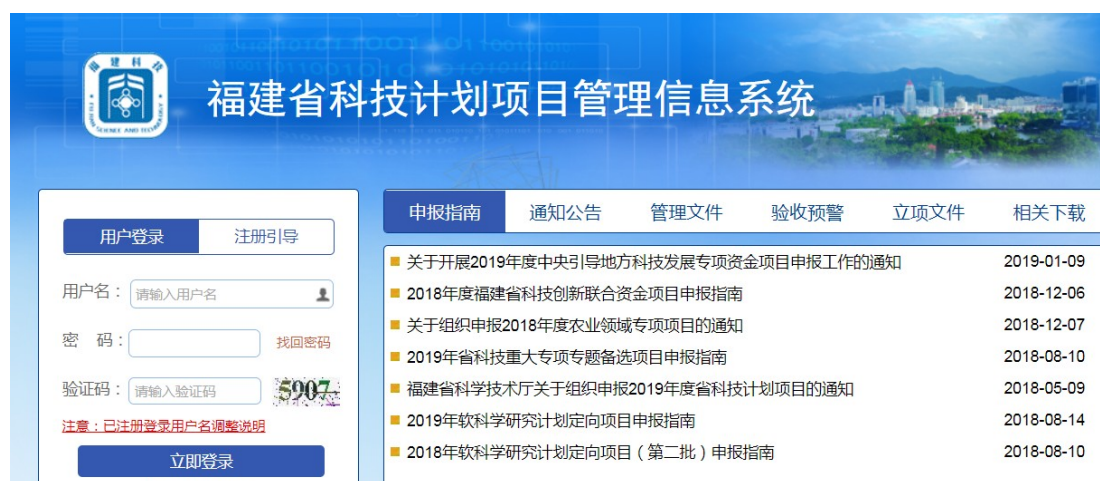 福建科技
FUJIAN SCIENCE AND TECHNOLOGY
福建省科技计划项目管理信息系统
用户登录 注册引导
用户名： 请输入用户名
密 码： 找回密码
验证码： 请输入验证码 5907
注意：已注册登录用户名调整说明
立即登录
申报指南 通知公告 管理文件 验收预警 立项文件 相关下载
关于开展2019年度中央引导地方科技发展专项资金项目申报工作的通知 2019-01-09
2018年度福建省科技创新联合资金项目申报指南 2018-12-06
关于组织申报2018年度农业领域专项项目的通知 2018-12-07
2019年省科技重大专项专题备选项目申报指南 2018-08-10
福建省科学技术厅关于组织申报2019年度省科技计划项目的通知 2018-05-09
2019年软科学研究计划定向项目申报指南 2018-08-14
2018年软科学研究计划定向项目（第二批）申报指南 2018-08-10